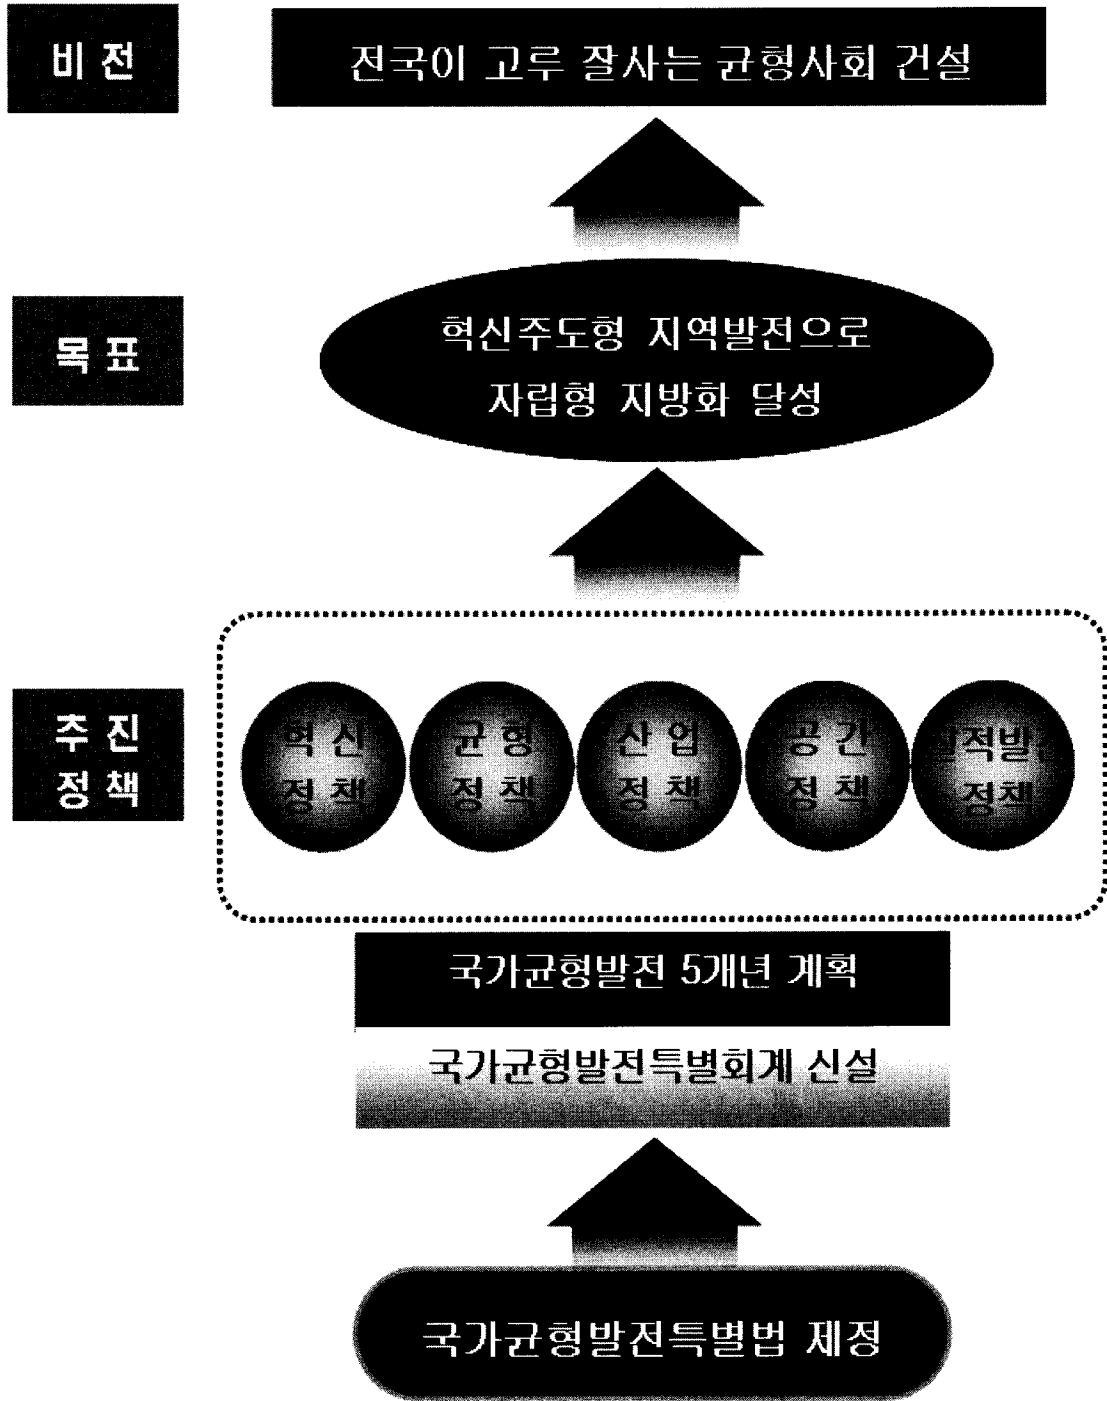 비 전
전국이 고루 잘사는 균형사회 건설
목 표
혁신주도형 지역발전으로
자립형 지방화 달성
추 진
정 책
혁 신
정 책
균 형
정 책
산 업
정 책
공 간
정 책
적발
정책
국가균형발전 5개년 계획
국가균형발전특별회계 신설
국가균형발전특별법 제정